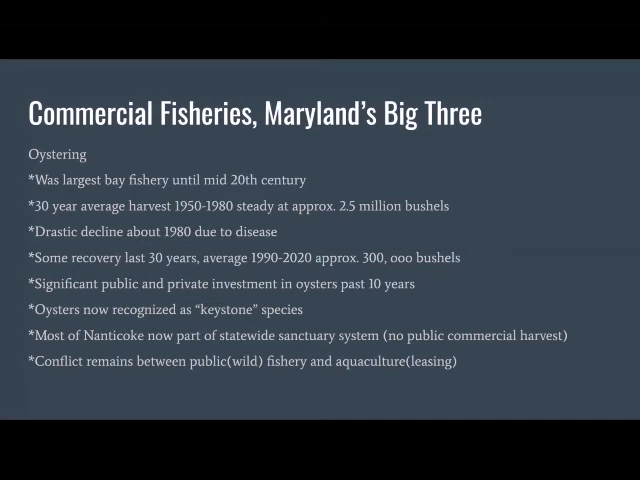 Commercial Fisheries, Maryland's Big Three
Oystering
*Was largest bay fishery until mid 20th century
*30 year average harvest 1950-1980 steady at approx. 2.5 million bushels
*Drastic decline about 1980 due to disease
*Some recovery last 30 years, average 1990-2020 approx. 300, ooo bushels
*Significant public and private investment in oysters past 10 years
*Oysters now recognized as “keystone” species
*Most of Nanticoke now part of statewide sanctuary system (no public commercial harvest)
*Conflict remains between public(wild) fishery and aquaculture(leasing)